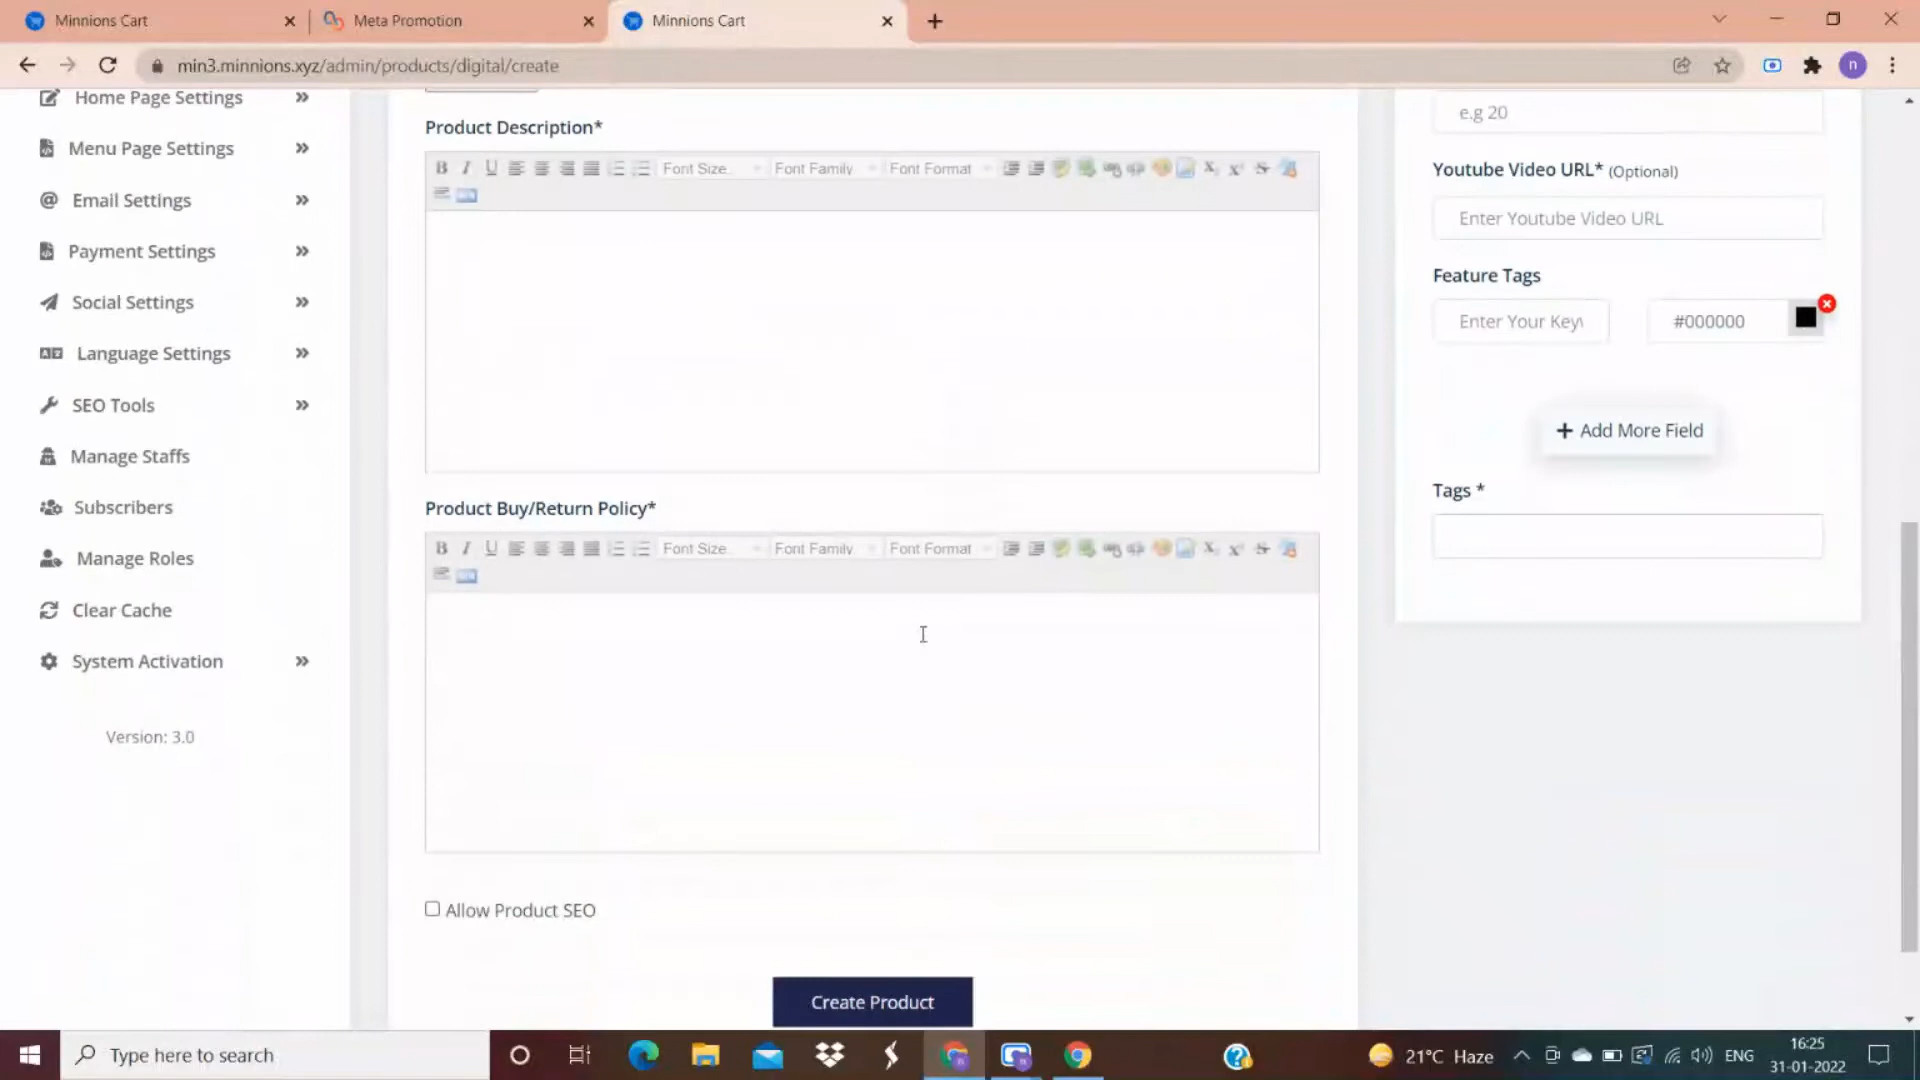 Minnions Cart
Meta Promotion
Minnions Cart
min3.minnions.xyz/admin/products/digital/create
n
Home Page Settings
Menu Page Settings
Email Settings
Payment Settings
Social Settings
Language Settings
SEO Tools
Manage Staffs
Subscribers
Manage Roles
Clear Cache
System Activation
Version: 3.0
Product Description*
B I U Font Size. Font Family. Font Format
Product Buy/Return Policy*
B I U Font Size. Font Family. Font Format
Allow Product SEO
Create Product
e.g 20
Youtube Video URL* (Optional)
Enter Youtube Video URL
Feature Tags
Enter Your Key
#000000
+ Add More Field
Tags *
Type here to search
21°C Haze
ENG
16:25
31-01-2022